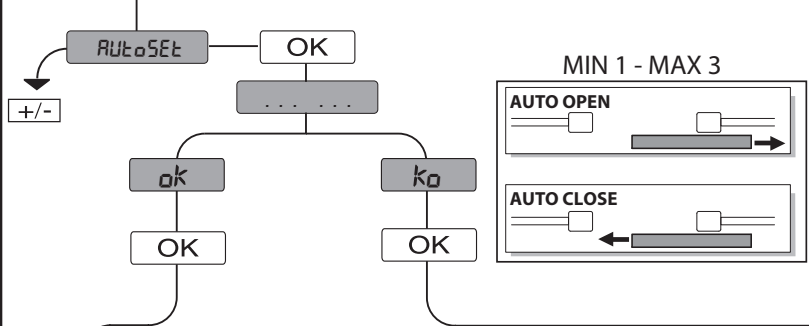 AUtoSEt
OK
+/-
... ...
ok
ko
OK
OK
MIN 1 - MAX 3
AUTO OPEN
AUTO CLOSE